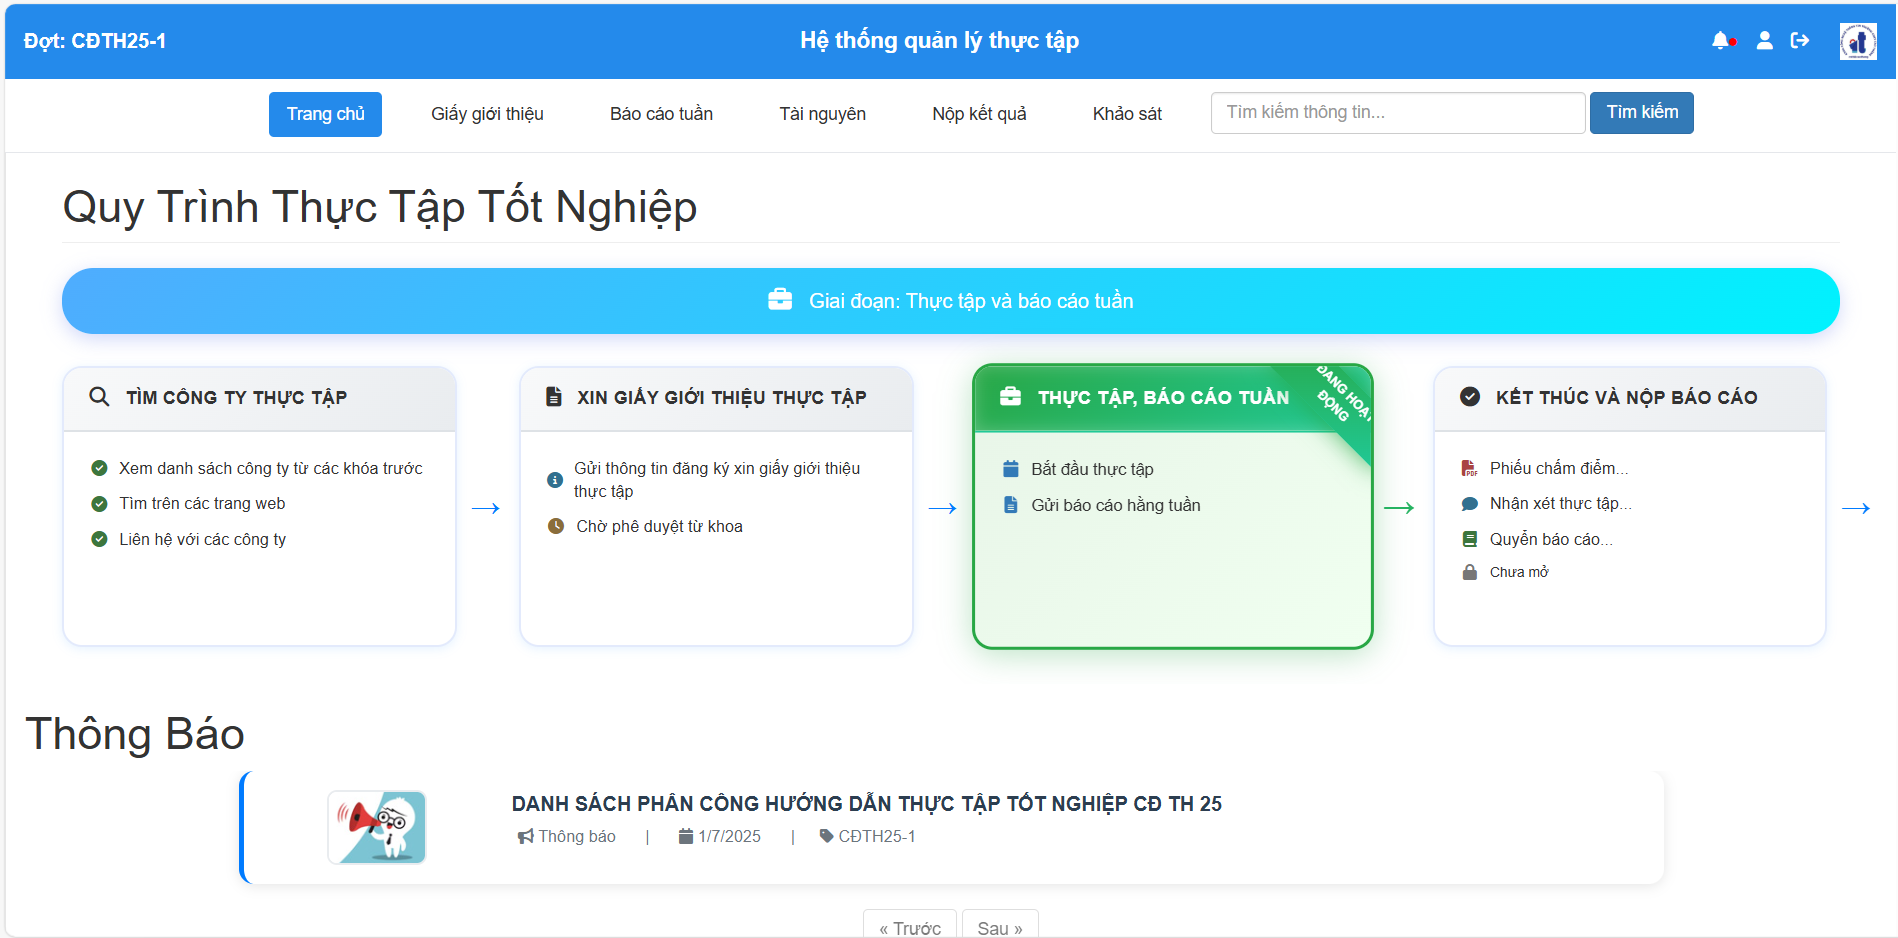 Đợt: CĐTH25-1
Hệ thống quản lý thực tập
Trang chủ
Giấy giới thiệu
Báo cáo tuần
Tài nguyên
Nộp kết quả
Khảo sát
Tìm kiếm thông tin...
Tìm kiếm
Quy Trình Thực Tập Tốt Nghiệp
Giai đoạn: Thực tập và báo cáo tuần
TÌM CÔNG TY THỰC TẬP
Xem danh sách công ty từ các khóa trước
Tìm trên các trang web
Liên hệ với các công ty
XIN GIẤY GIỚI THIỆU THỰC TẬP
Gửi thông tin đăng ký xin giấy giới thiệu
thực tập
Chờ phê duyệt từ khoa
THỰC TẬP, BÁO CÁO TUẦN
ĐANG HOẠT
ĐỘNG
Bắt đầu thực tập
Gửi báo cáo hằng tuần
KẾT THÚC VÀ NỘP BÁO CÁO
Phiếu chấm điểm...
Nhận xét thực tập...
Quyển báo cáo...
Chưa mở
Thông Báo
DANH SÁCH PHÂN CÔNG HƯỚNG DẪN THỰC TẬP TỐT NGHIỆP CĐ TH 25
Thông báo | 1/7/2025 | CĐTH25-1
« Trước
Sau »